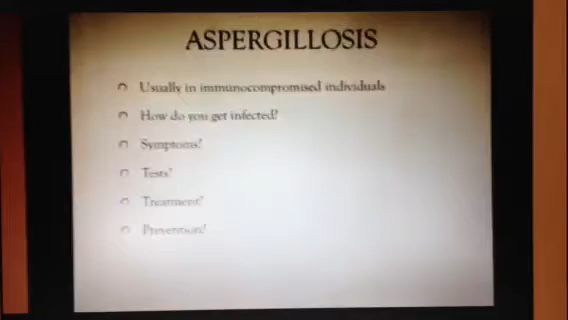 ASPERGILLOSIS
Usually in immunocompromised individuals
How do you get infected?
Symptoms?
Tests?
Treatment?
Prevention?